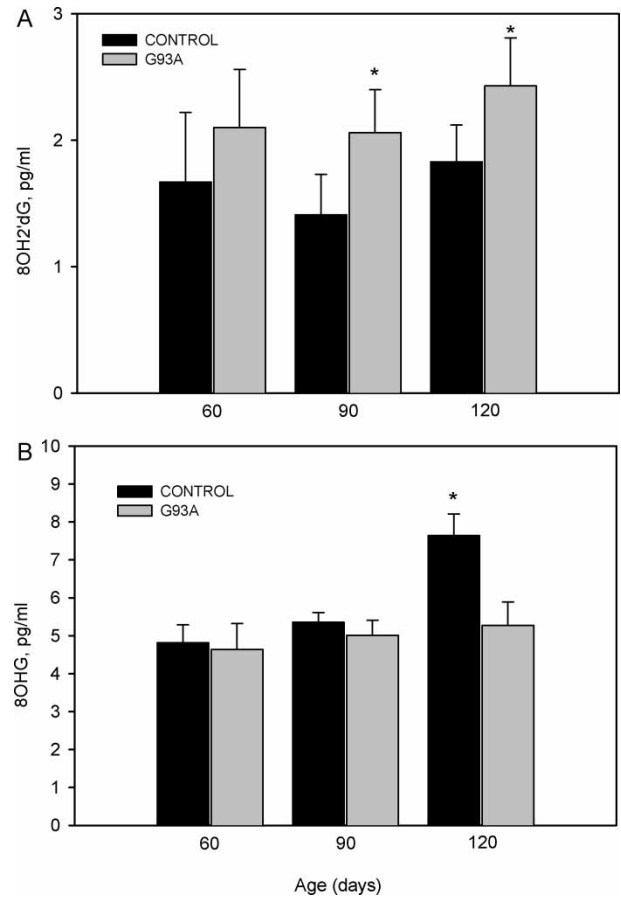 A
3
CONTROL
G93A
*
*
2
8OH2'dG, pg/ml
1
0
60 90 120
B
10
9
CONTROL
*
8
G93A
7
6
8OHG, pg/ml
5
4
3
2
1
0
60 90 120
Age (days)